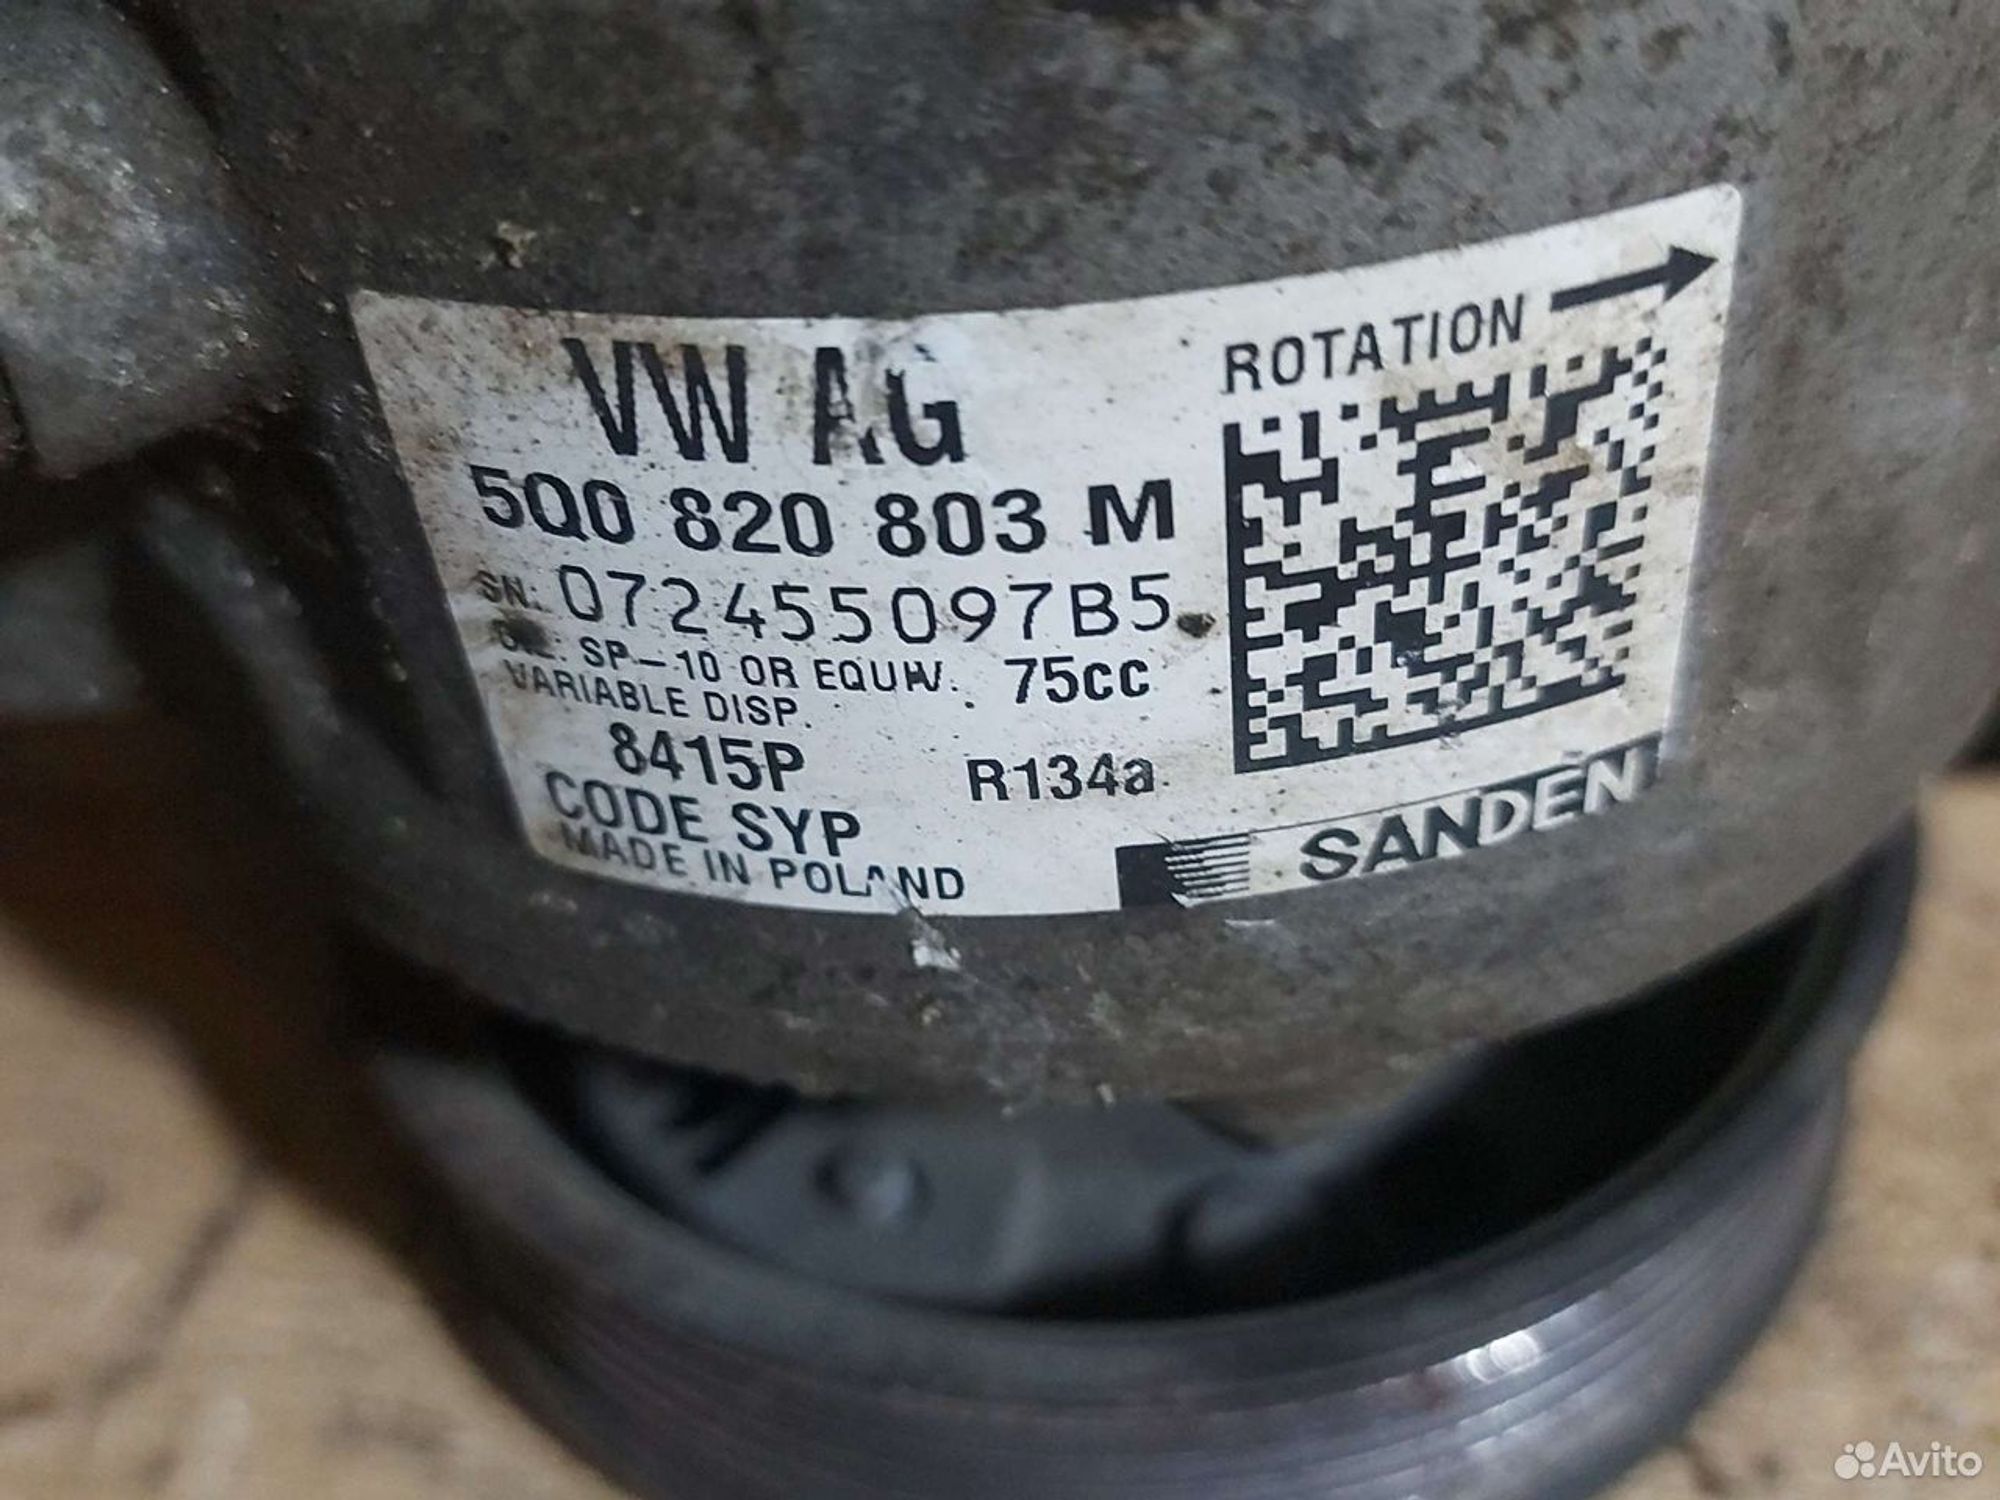 VW AG
ROTATION
5Q0 820 803 M
SN: 072455097B5
OIL: SP-10 OR EQUIV. 75cc
VARIABLE DISP.
8415P R134a
CODE SYP
MADE IN POLAND
SANDEN
Avito